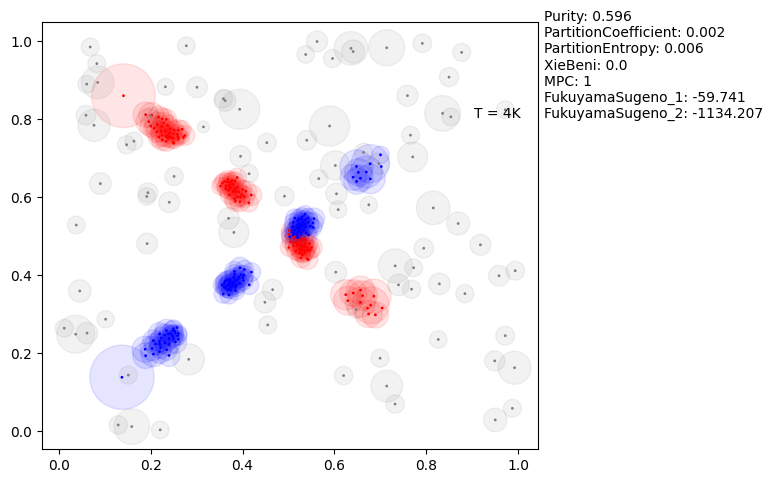 Purity: 0.596
PartitionCoefficient: 0.002
PartitionEntropy: 0.006
XieBeni: 0.0
MPC: 1
FukuyamaSugeno_1: -59.741
FukuyamaSugeno_2: -1134.207
T = 4K
1.0
0.8
0.6
0.4
0.2
0.0
0.0 0.2 0.4 0.6 0.8 1.0